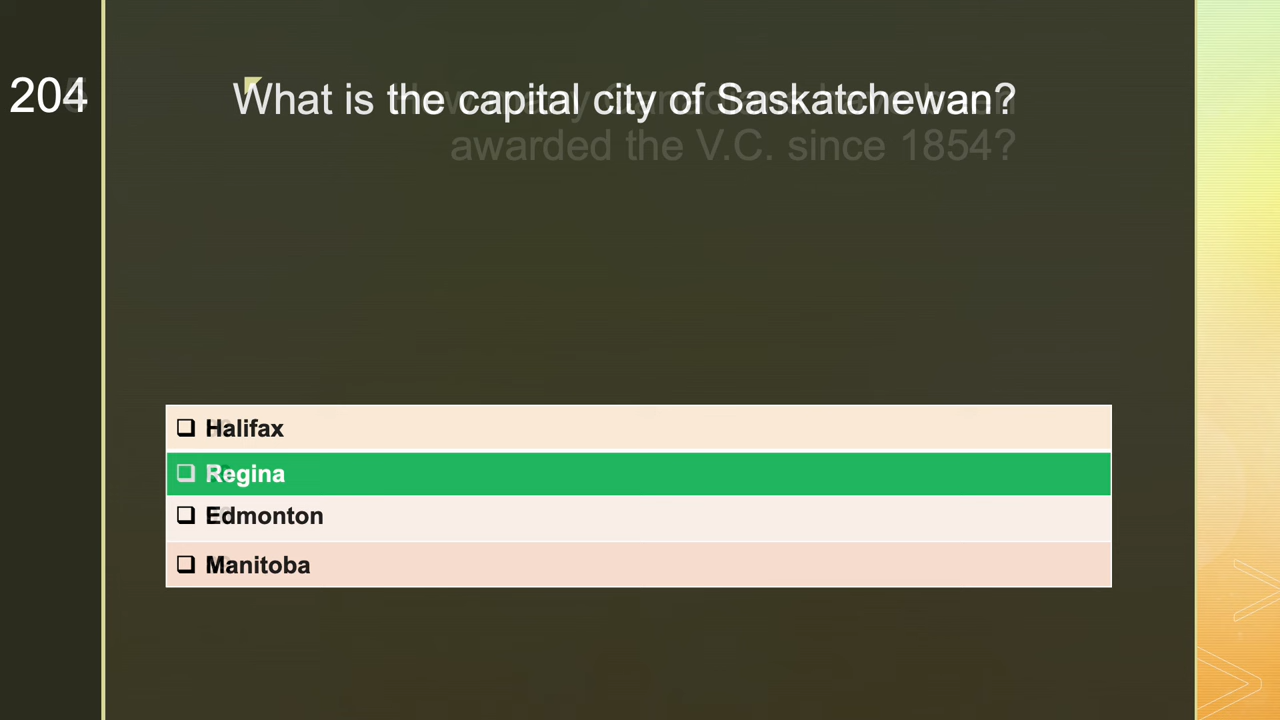 204
What is the capital city of Saskatchewan?
awarded the V.C. since 1854?
Halifax
Regina
Edmonton
Manitoba